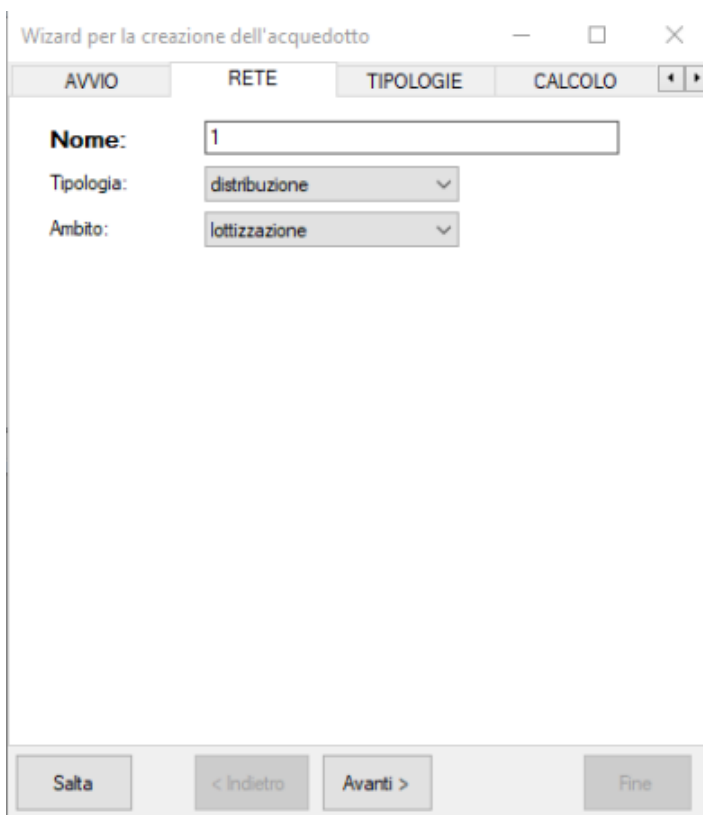 Wizard per la creazione dell'acquedotto
AVVIO RETE TIPOLOGIE CALCOLO
Nome: 1
Tipologia: distribuzione
Ambito: lottizzazione
Salta < Indietro Avanti > Fine